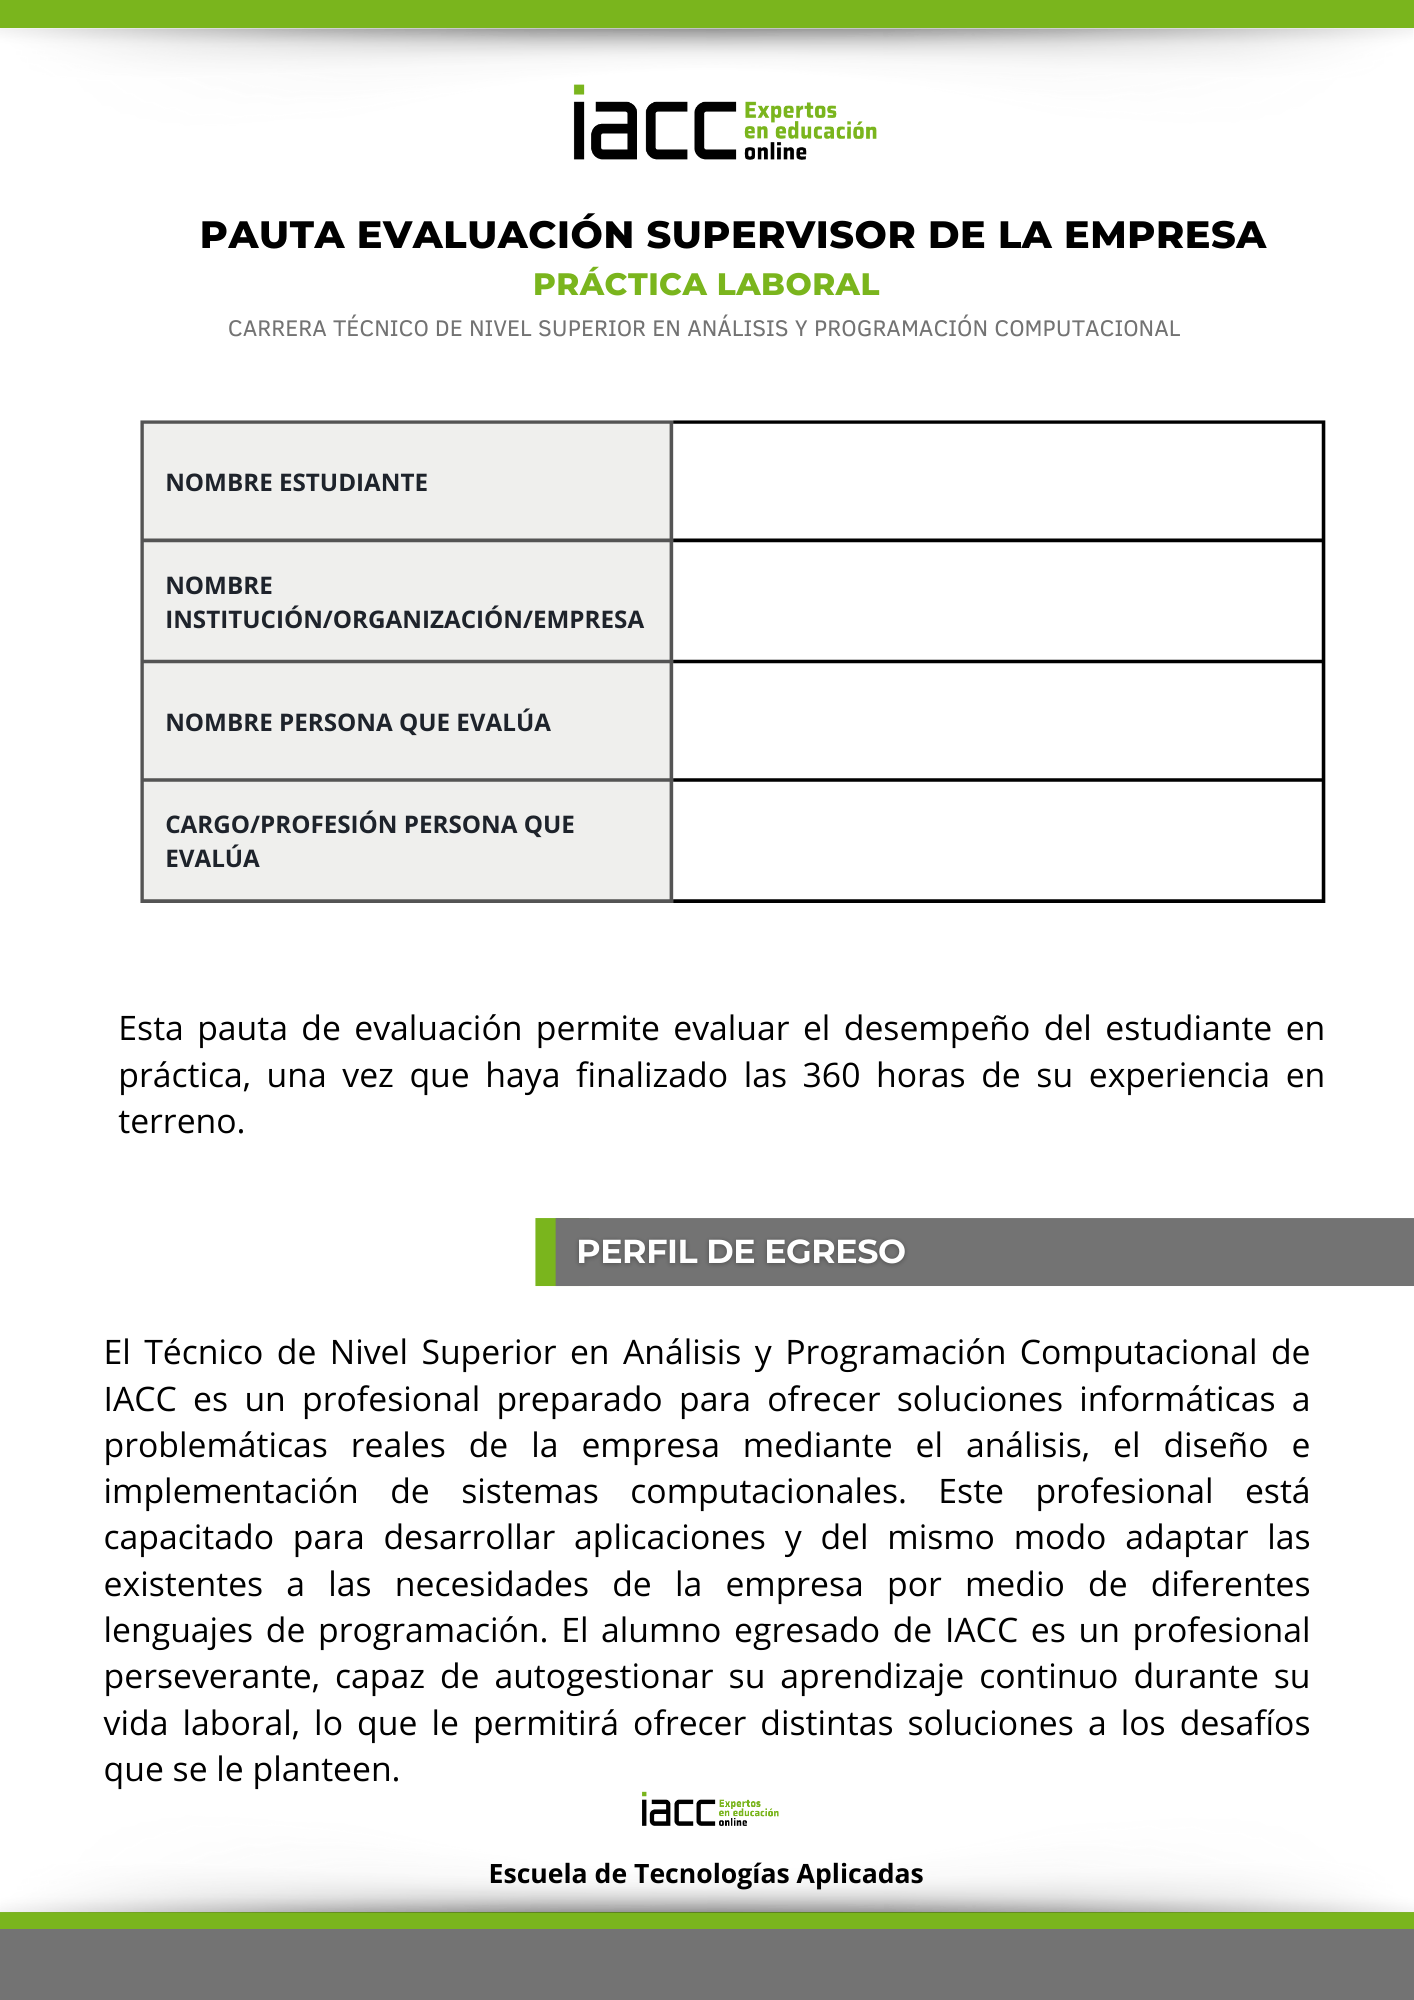 iacc Expertos
en educación
online
PAUTA EVALUACIÓN SUPERVISOR DE LA EMPRESA
PRÁCTICA LABORAL
CARRERA TÉCNICO DE NIVEL SUPERIOR EN ANÁLISIS Y PROGRAMACIÓN COMPUTACIONAL
NOMBRE ESTUDIANTE
NOMBRE
INSTITUCIÓN/ORGANIZACIÓN/EMPRESA
NOMBRE PERSONA QUE EVALÚA
CARGO/PROFESIÓN PERSONA QUE
EVALÚA
Esta pauta de evaluación permite evaluar el desempeño del estudiante en
práctica, una vez que haya finalizado las 360 horas de su experiencia en
terreno.
PERFIL DE EGRESO
El Técnico de Nivel Superior en Análisis y Programación Computacional de
IACC es un profesional preparado para ofrecer soluciones informáticas a
problemáticas reales de la empresa mediante el análisis, el diseño e
implementación de sistemas computacionales. Este profesional está
capacitado para desarrollar aplicaciones y del mismo modo adaptar las
existentes a las necesidades de la empresa por medio de diferentes
lenguajes de programación. El alumno egresado de IACC es un profesional
perseverante, capaz de autogestionar su aprendizaje continuo durante su
vida laboral, lo que le permitirá ofrecer distintas soluciones a los desafíos
que se le planteen.
iacc Expertos
en educación
online
Escuela de Tecnologías Aplicadas